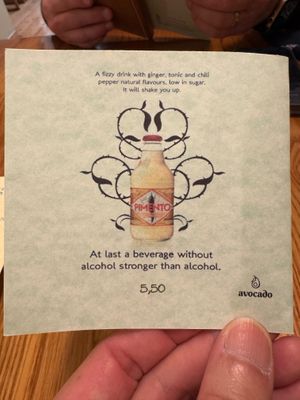 A fizzy drink with ginger, tonic and chili
pepper natural flavours, low in sugar.
It will shake you up.
PIMENTO
At last a beverage without
alcohol stronger than alcohol.
5,50
avocado